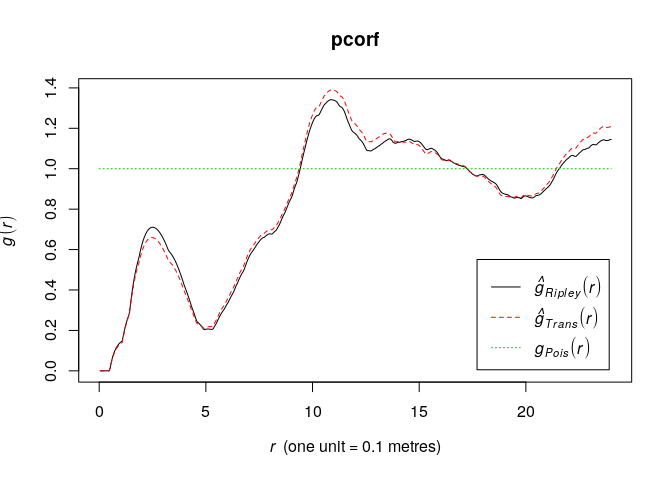 pcorf
g(r)
1.4
1.2
1.0
0.8
0.6
0.4
0.2
0.0
ĝRipley(r)
ĝTrans(r)
gPois(r)
0 5 10 15 20
r (one unit = 0.1 metres)